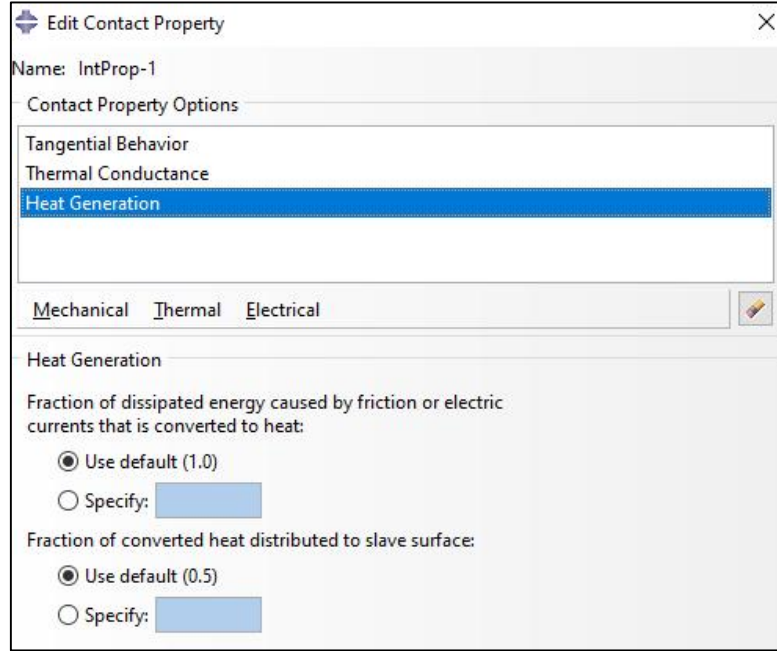 Edit Contact Property
Name: IntProp-1
Contact Property Options
Tangential Behavior
Thermal Conductance
Heat Generation
Mechanical Thermal Electrical
Heat Generation
Fraction of dissipated energy caused by friction or electric
currents that is converted to heat:
Use default (1.0)
Specify:
Fraction of converted heat distributed to slave surface:
Use default (0.5)
Specify: